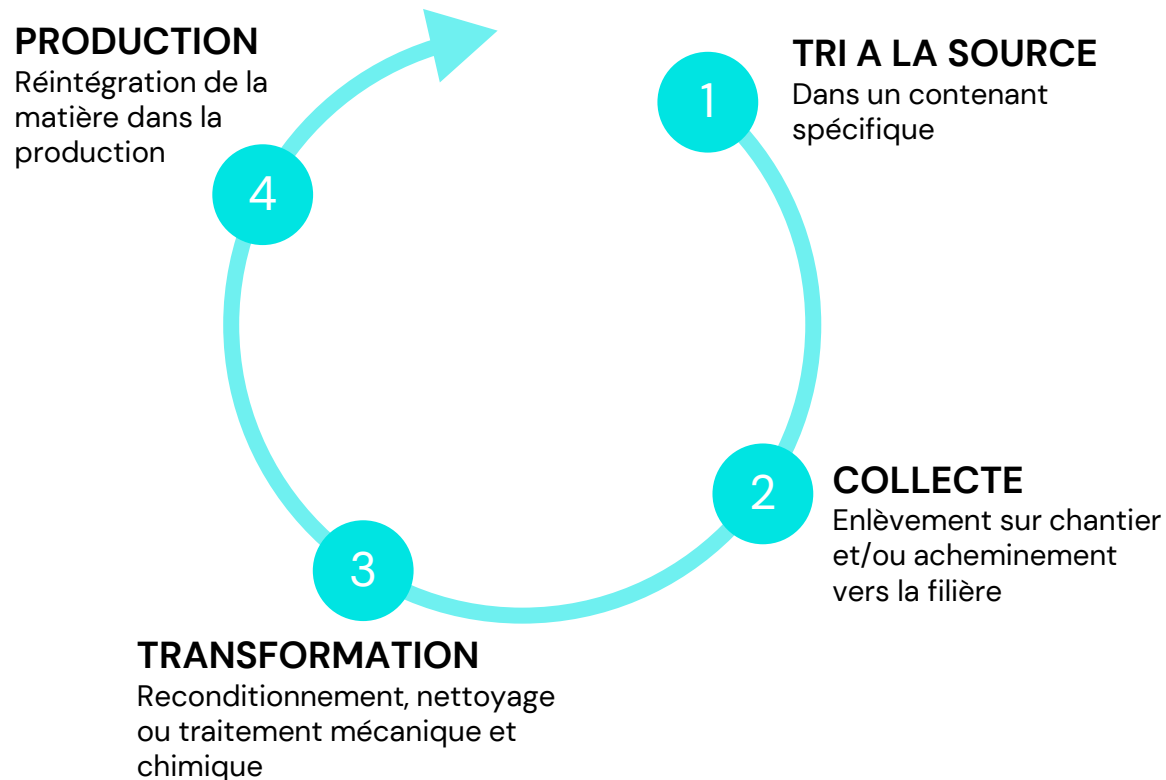 1
TRI A LA SOURCE
Dans un contenant
spécifique
2
COLLECTE
Enlèvement sur chantier
et/ou acheminement
vers la filière
3
TRANSFORMATION
Reconditionnement, nettoyage
ou traitement mécanique et
chimique
4
PRODUCTION
Réintégration de la
matière dans la
production